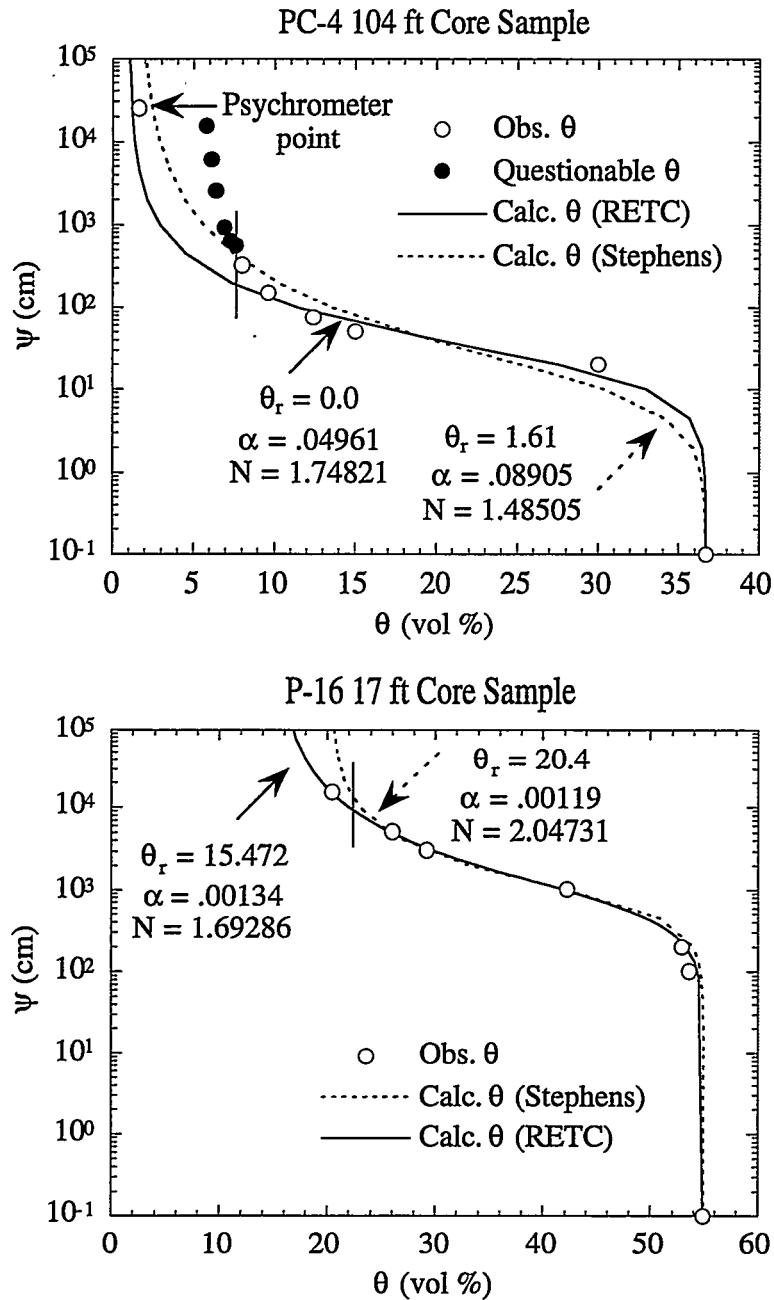 PC-4 104 ft Core Sample
10^5
10^4
10^3
10^2
10^1
10^0
10^-1
ψ (cm)
Psychrometer
point
Obs. θ
Questionable θ
Calc. θ (RETC)
Calc. θ (Stephens)
θ_r = 0.0
α = .04961
N = 1.74821
θ_r = 1.61
α = .08905
N = 1.48505
0 5 10 15 20 25 30 35 40
θ (vol %)
P-16 17 ft Core Sample
10^5
10^4
10^3
10^2
10^1
10^0
10^-1
ψ (cm)
θ_r = 20.4
α = .00119
N = 2.04731
θ_r = 15.472
α = .00134
N = 1.69286
Obs. θ
Calc. θ (Stephens)
Calc. θ (RETC)
0 10 20 30 40 50 60
θ (vol %)